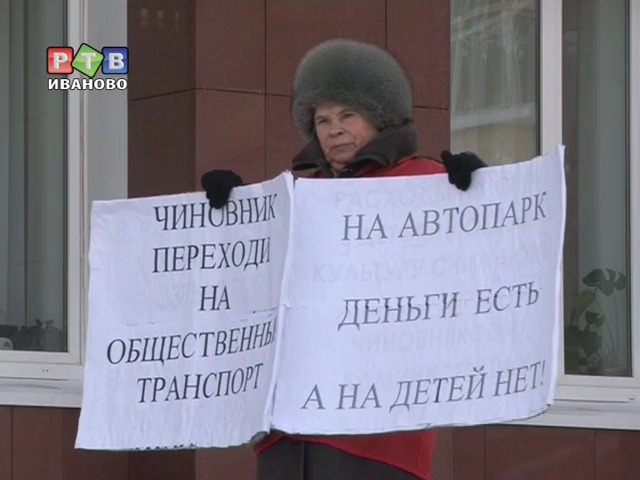 РТВ
ИВАНОВО
ЧИНОВНИК
ПЕРЕХОДИ
НА
ОБЩЕСТВЕННЫ
ТРАНСПОРТ
НА АВТОПАРК
ДЕНЬГИ ЕСТЬ
А НА ДЕТЕЙ НЕТ!